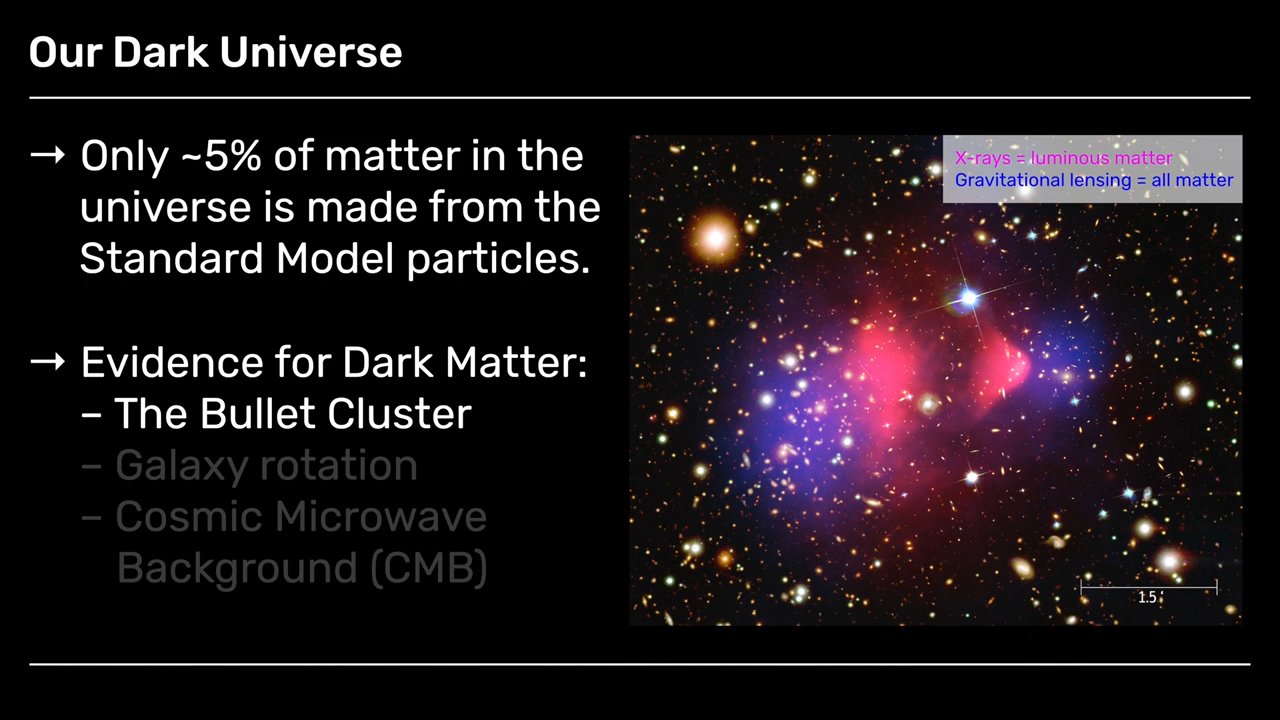 Our Dark Universe
→ Only ~5% of matter in the
universe is made from the
Standard Model particles.
→ Evidence for Dark Matter:
– The Bullet Cluster
– Galaxy rotation
– Cosmic Microwave
Background (CMB)
X-rays = luminous matter
Gravitational lensing = all matter
1.5 '